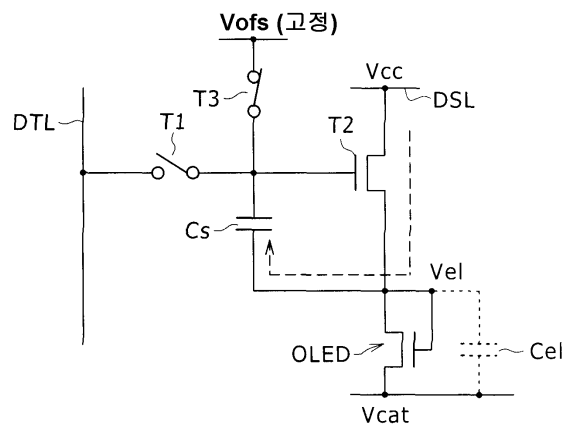 Vofs (고정)
Vcc
T3
DSL
DTL
T1
T2
Cs
Vel
OLED
Cel
Vcat